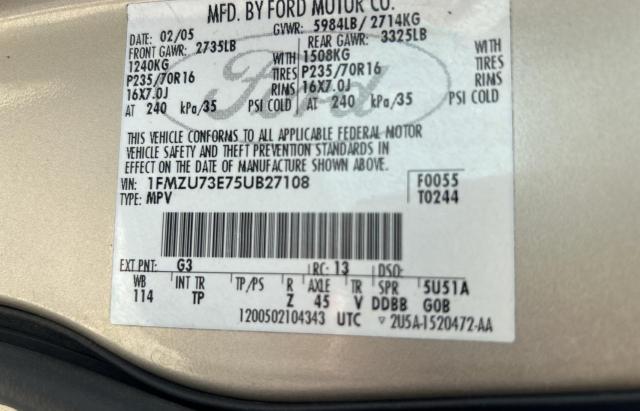 MFD. BY FORD MOTOR CO.
DATE: 02/05 GVWR: 5984LB/ 2714KG
FRONT GAWR: 2735LB REAR GAWR: 3325LB
1240KG WITH 1508KG WITH
P235/70R16 TIRES P235/70R16 TIRES
16X7.0J RIMS 16X7.0J RIMS
AT 240 kPa/35 PSI COLD AT 240 kPa/35 PSI COLD
Ford
THIS VEHICLE CONFORMS TO ALL APPLICABLE FEDERAL MOTOR
VEHICLE SAFETY AND THEFT PREVENTION STANDARDS IN
EFFECT ON THE DATE OF MANUFACTURE SHOWN ABOVE.
VIN: 1FMZU73E75UB27108 F0055
TYPE: MPV T0244
EXT PNT: G3 RC: 13 DSO:
WB INT TR TP/PS R AXLE TR SPR 5U51A
114 TP Z 45 V DDBB GOB
1200502104343 UTC ▽ 2U5A-1520472-AA